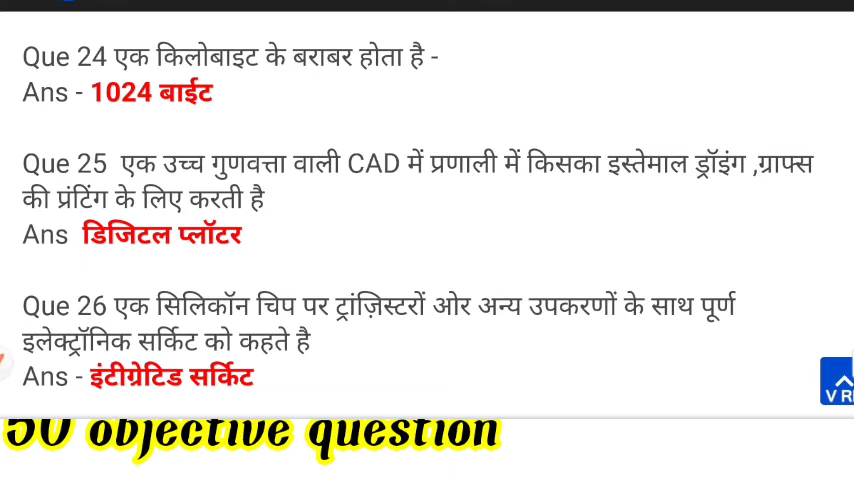 Que 24 एक किलोबाइट के बराबर होता है -
Ans - 1024 बाईट
Que 25 एक उच्च गुणवत्ता वाली CAD में प्रणाली में किसका इस्तेमाल ड्रॉइंग ,ग्राफ्स
की प्रंटिंग के लिए करती है
Ans डिजिटल प्लॉटर
Que 26 एक सिलिकॉन चिप पर ट्रांज़िस्टरों ओर अन्य उपकरणों के साथ पूर्ण
इलेक्ट्रॉनिक सर्किट को कहते है
Ans - इंटीग्रेटिड सर्किट
50 objective question